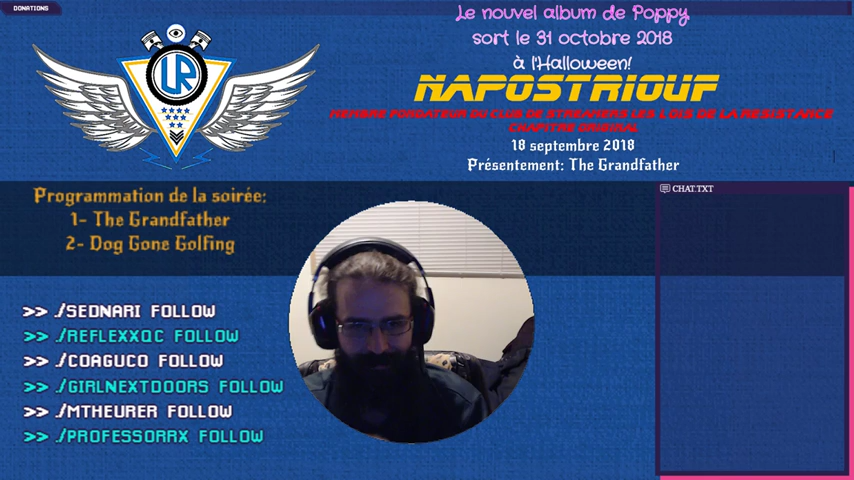 DONATIONS
Le nouvel album de Poppy
sort le 31 octobre 2018
à l'Halloween!
NAPOSTRIOUF
MEMBRE FONDATEUR DU CLUB DE STREAMERS LES LOIS DE LA RESISTANCE
CHAPITRE ORIGINAL
18 septembre 2018
Présentement: The Grandfather
LR
Programmation de la soirée:
1- The Grandfather
2- Dog Gone Golfing
CHAT.TXT
>> ./SEDNARI FOLLOW
>> ./REFLEXXQC FOLLOW
>> ./COAGUCO FOLLOW
>> ./GIRLNEXTDOORS FOLLOW
>> ./MTHEURER FOLLOW
>> ./PROFESSORRX FOLLOW